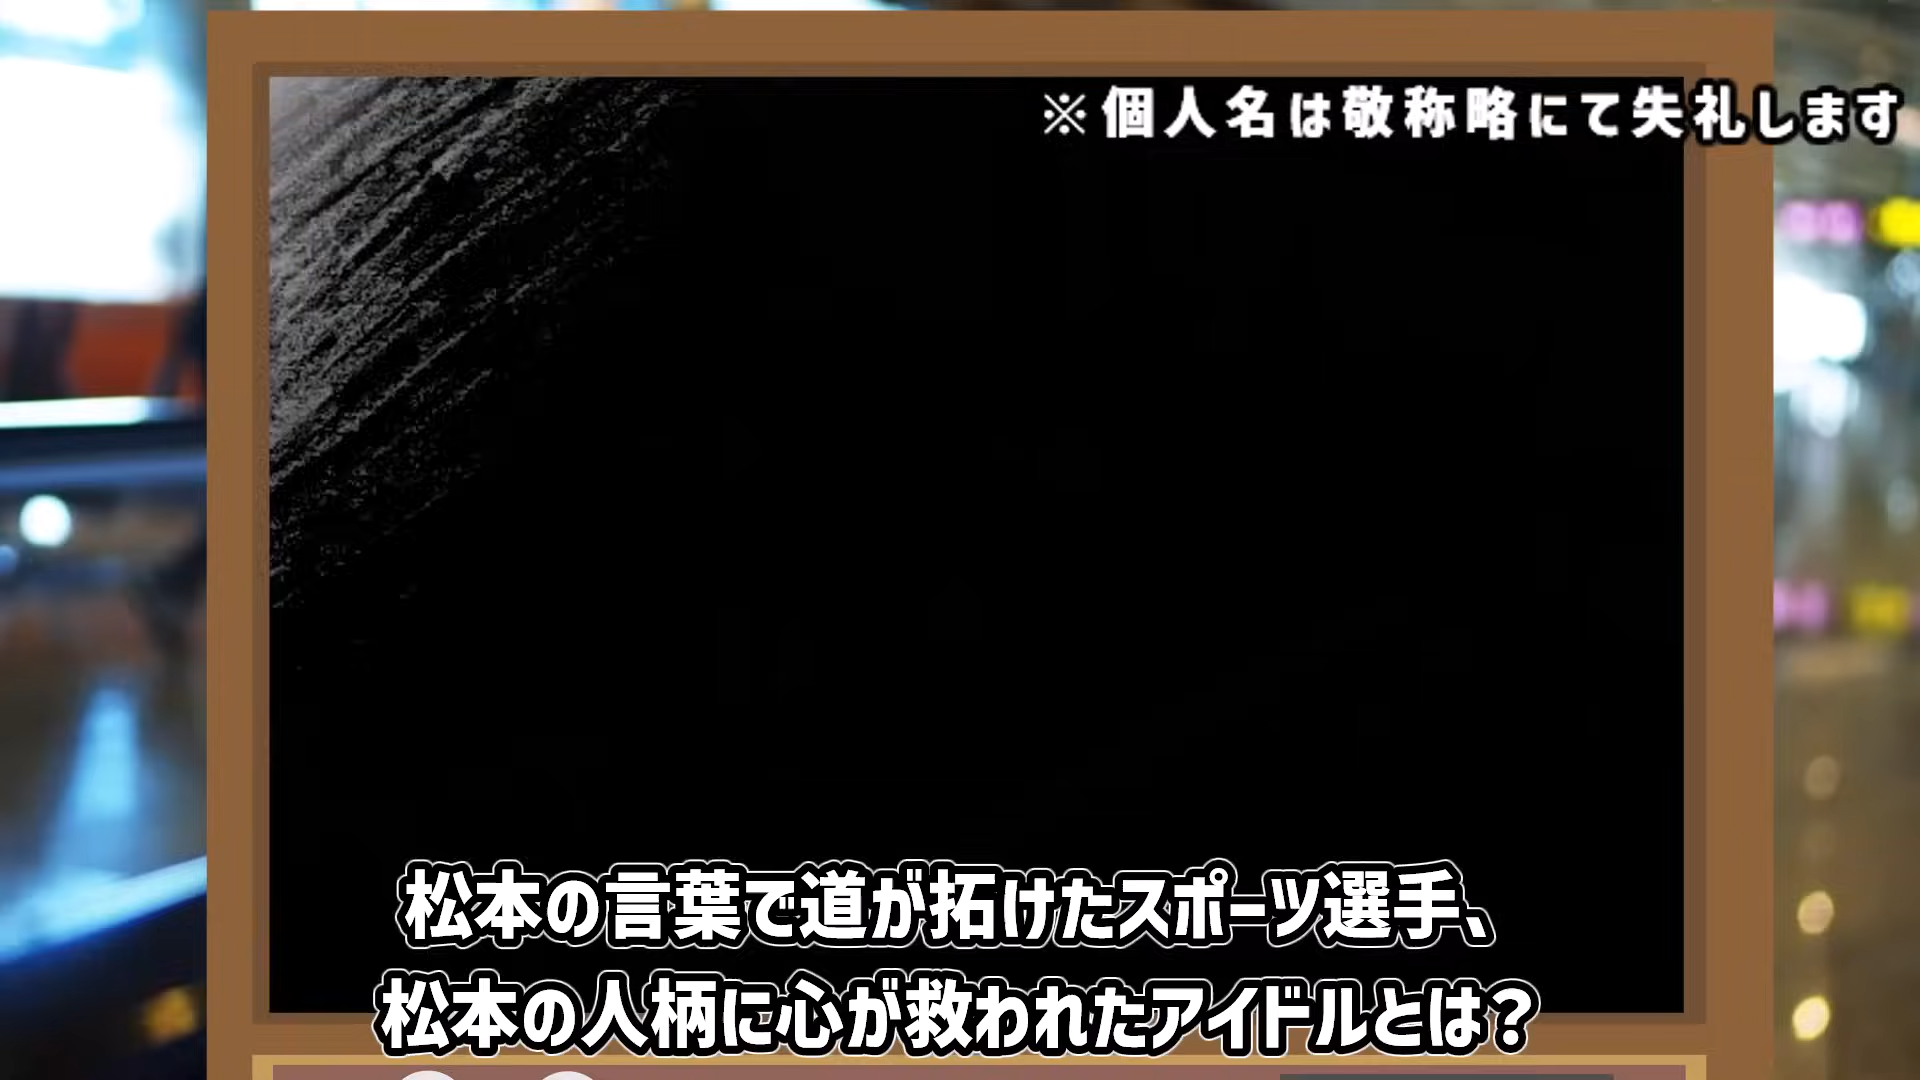 ※個人名は敬称略にて失礼します
松本の言葉で道が拓けたスポーツ選手、
松本の人柄に心が救われたアイドルとは？